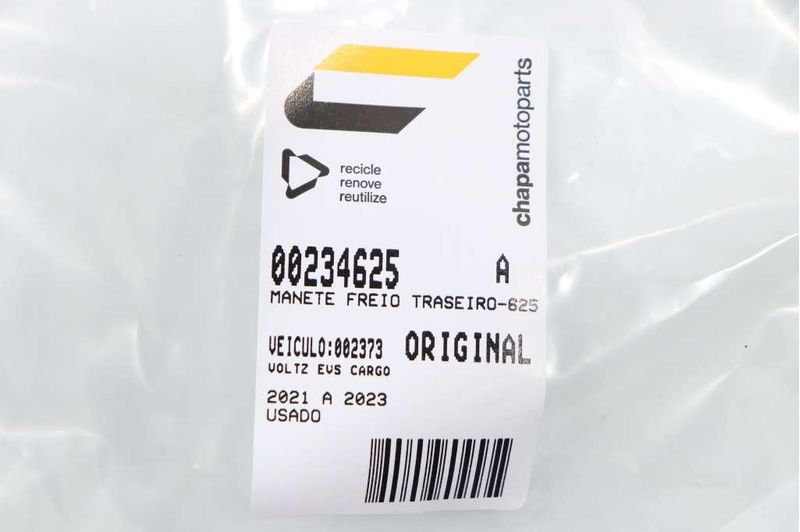 chapamotoparts
recicle
renove
reutilize
00234625 A
MANETE FREIO TRASEIRO-625
VEICULO:002373 ORIGINAL
VOLTZ EVS CARGO
2021 A 2023
USADO